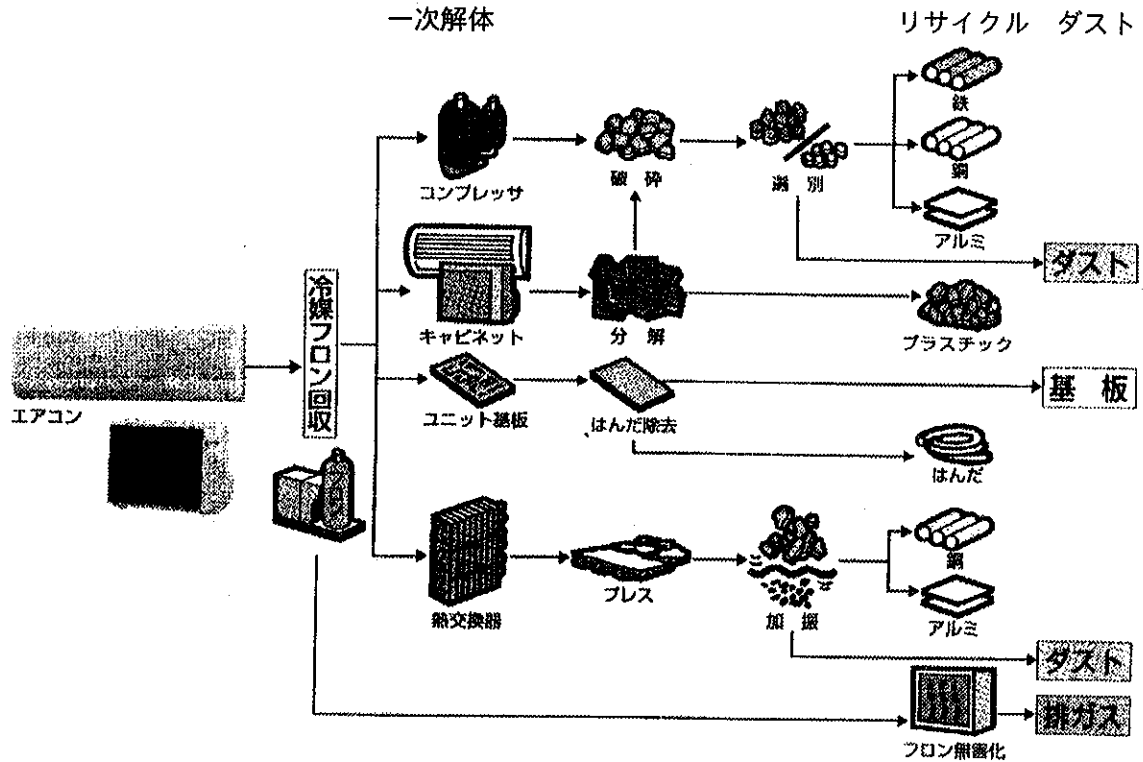 一次解体
リサイクル ダスト
鉄
コンプレッサ
破 砕
選 別
銅
アルミ
ダスト
冷媒フロン回収
キャビネット
分 解
プラスチック
エアコン
ユニット基板
はんだ除去
基 板
はんだ
熱交換器
プレス
加 振
銅
アルミ
ダスト
排ガス
フロン無害化